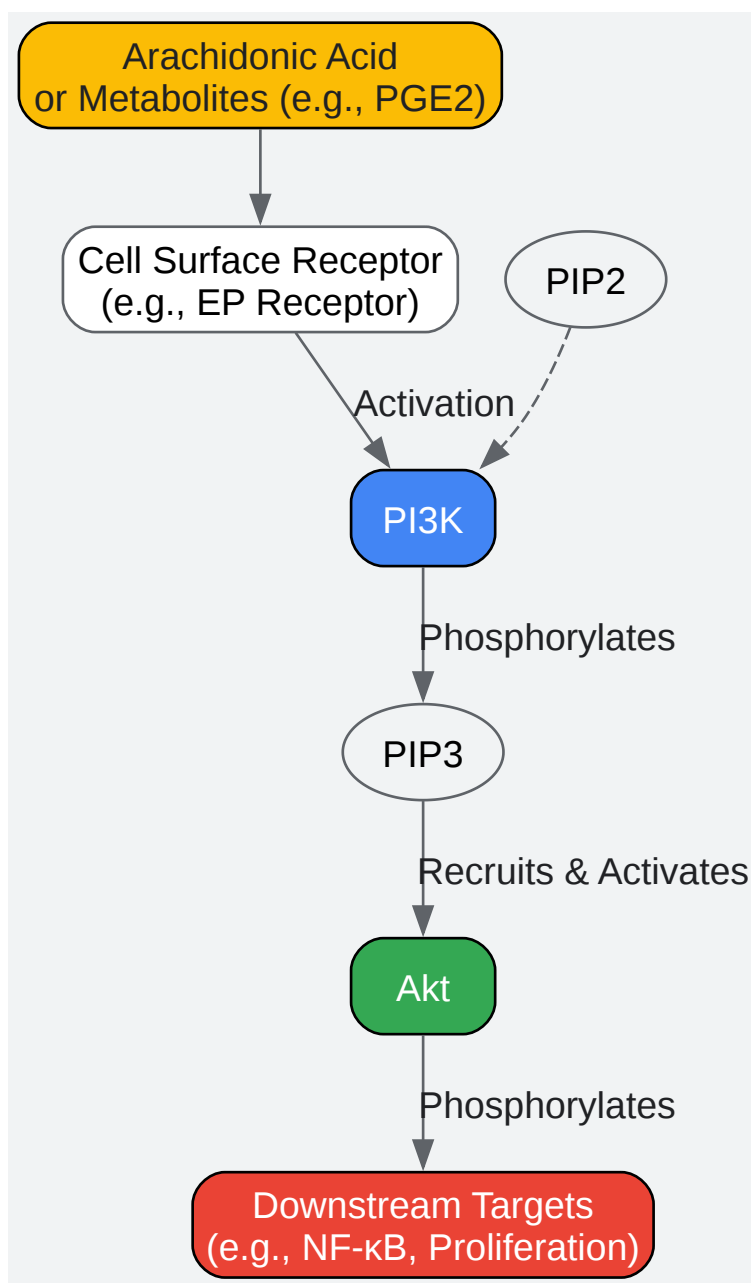 Arachidonic Acid
or Metabolites (e.g., PGE2)
Cell Surface Receptor
(e.g., EP Receptor)
PIP2
Activation
PI3K
Phosphorylates
PIP3
Recruits & Activates
Akt
Phosphorylates
Downstream Targets
(e.g., NF-κB, Proliferation)